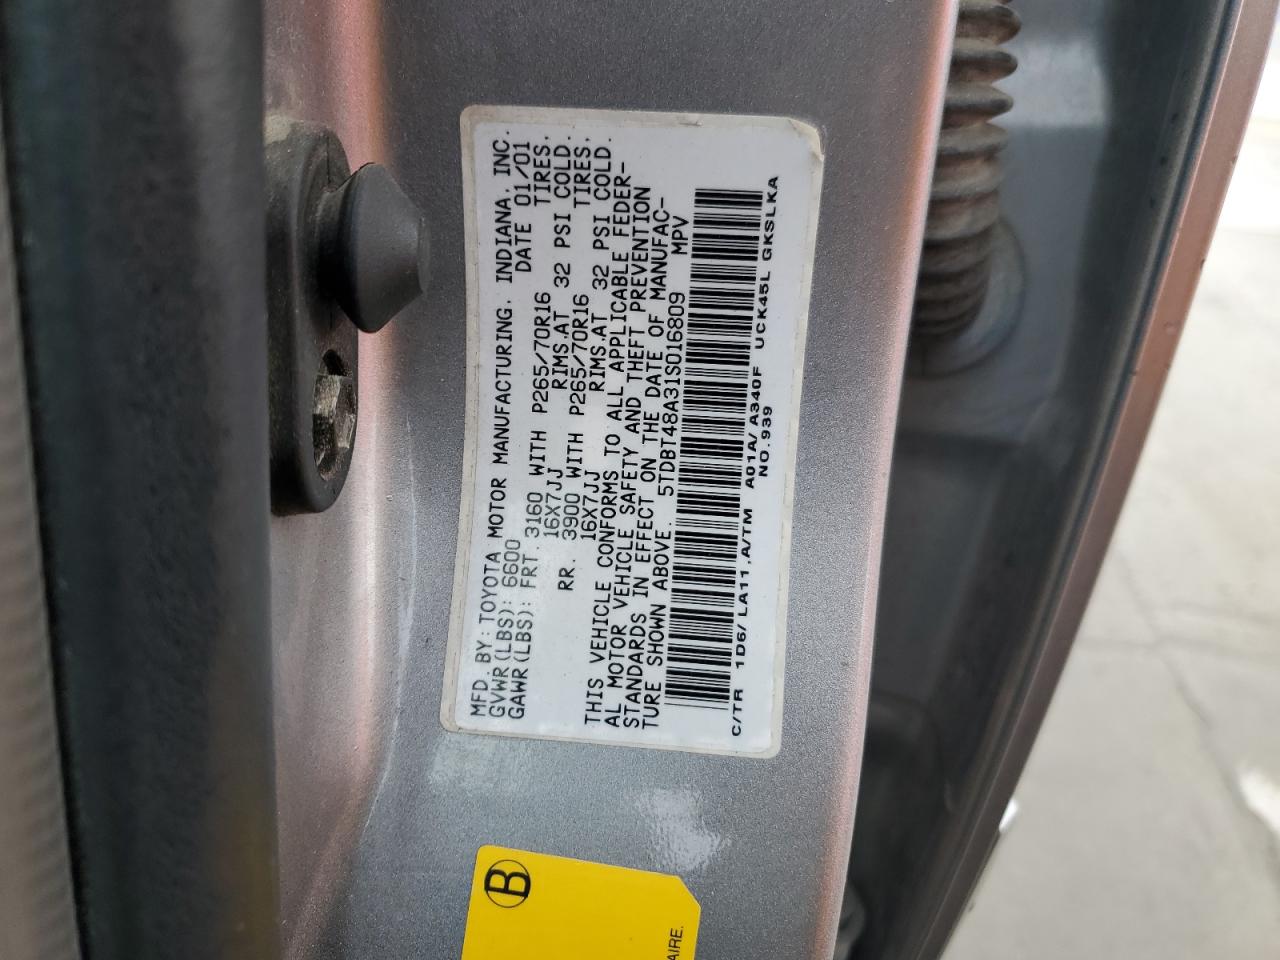 MFD. BY: TOYOTA MOTOR MANUFACTURING, INDIANA, INC.
GVWR(LBS): 6600 DATE 01/01
GAWR(LBS): FRT. 3160 WITH P265/70R16 TIRES.
16X7JJ RIMS.AT 32 PSI COLD.
RR. 3900 WITH P265/70R16 TIRES.
16X7JJ RIMS.AT 32 PSI COLD.
THIS VEHICLE CONFORMS TO ALL APPLICABLE FEDER-
AL MOTOR VEHICLE SAFETY AND THEFT PREVENTION
STANDARDS IN EFFECT ON THE DATE OF MANUFAC-
TURE SHOWN ABOVE. 5TDBT48A31S016809 MPV
C/TR 1D6/LA11,A/TM A01A/A340F UCK45L GKSLKA
NO.939
B
AIRE.